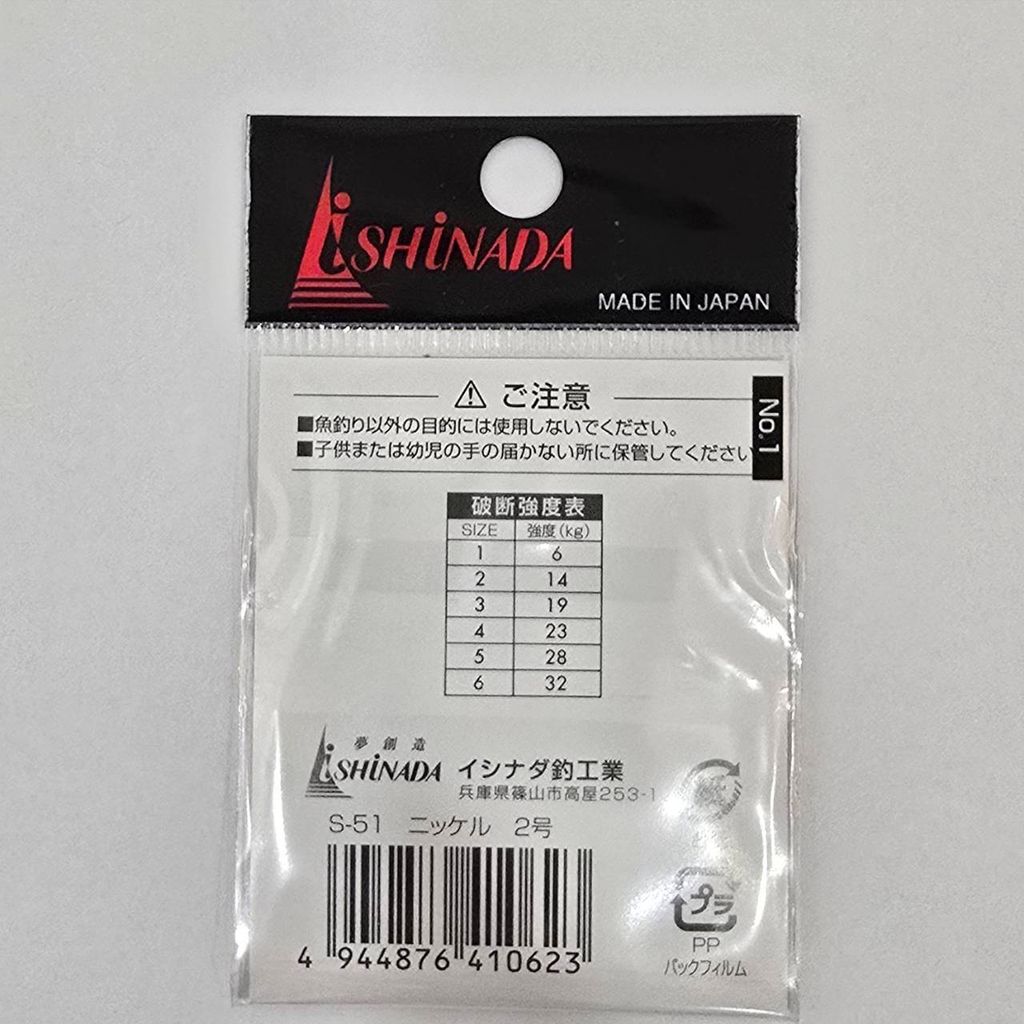 iSHiNADA
MADE IN JAPAN
ご注意
■魚釣り以外の目的には使用しないでください。
■子供または幼児の手の届かない所に保管してください
No.1
破断強度表
SIZE 強度(kg)
1 6
2 14
3 19
4 23
5 28
6 32
夢創造
iSHiNADA イシナダ釣工業
兵庫県篠山市高屋253-1
S-51 ニッケル 2号
4 944876 410623
プラ
PP
パックフィルム